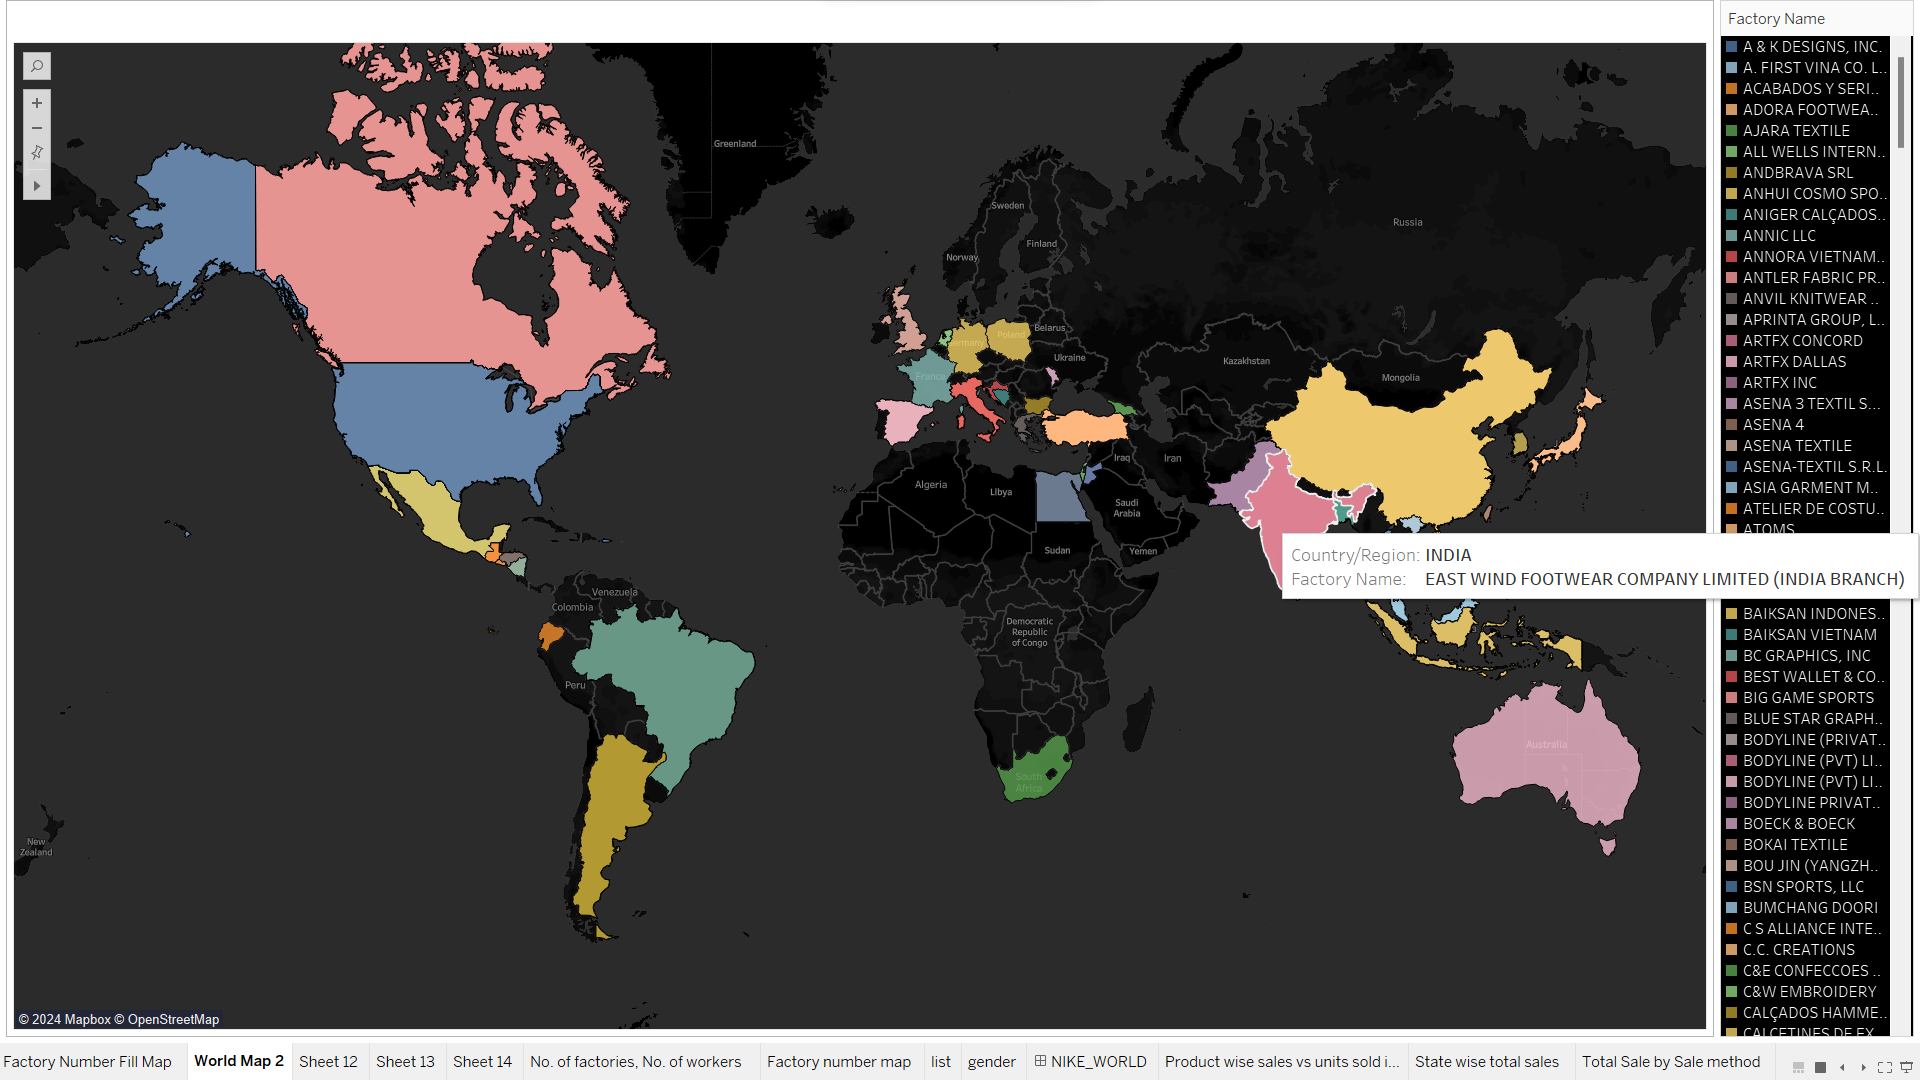 Factory Name
A & K DESIGNS, INC.
A. FIRST VINA CO. L..
ACABADOS Y SERI..
ADORA FOOTWEA..
AJARA TEXTILE
ALL WELLS INTERN..
ANDBRAVA SRL
ANHUI COSMO SPO..
ANIGER CALÇADOS..
ANNIC LLC
ANNORA VIETNAM..
ANTLER FABRIC PR..
ANVIL KNITWEAR ..
APRINTA GROUP, L..
ARTFX CONCORD
ARTFX DALLAS
ARTFX INC
ASENA 3 TEXTIL S...
ASENA 4
ASENA TEXTILE
ASENA-TEXTIL S.R.L.
ASIA GARMENT M..
ATELIER DE COSTU..
ATOMS
BAIKSAN INDONES..
BAIKSAN VIETNAM
BC GRAPHICS, INC
BEST WALLET & CO..
BIG GAME SPORTS
BLUE STAR GRAPH..
BODYLINE (PRIVAT..
BODYLINE (PVT) LI..
BODYLINE (PVT) LI..
BODYLINE PRIVAT..
BOECK & BOECK
BOKAI TEXTILE
BOU JIN (YANGZH..
BSN SPORTS, LLC
BUMCHANG DOORI
C S ALLIANCE INTE..
C.C. CREATIONS
C&E CONFECCOES ..
C&W EMBROIDERY
CALÇADOS HAMME..
CALCETINES DE EX..
Greenland
Sweden
Finland
Norway
Russia
Belarus
Poland
Germany
Ukraine
France
Kazakhstan
Mongolia
Iraq
Iran
Algeria
Libya
Saudi
Arabia
Sudan
Yemen
Venezuela
Colombia
Democratic
Republic
of Congo
Peru
Australia
South
Africa
New
Zealand
Country/Region: INDIA
Factory Name: EAST WIND FOOTWEAR COMPANY LIMITED (INDIA BRANCH)
© 2024 Mapbox © OpenStreetMap
Factory Number Fill Map
World Map 2
Sheet 12
Sheet 13
Sheet 14
No. of factories, No. of workers
Factory number map
list
gender
NIKE_WORLD
Product wise sales vs units sold i...
State wise total sales
Total Sale by Sale method